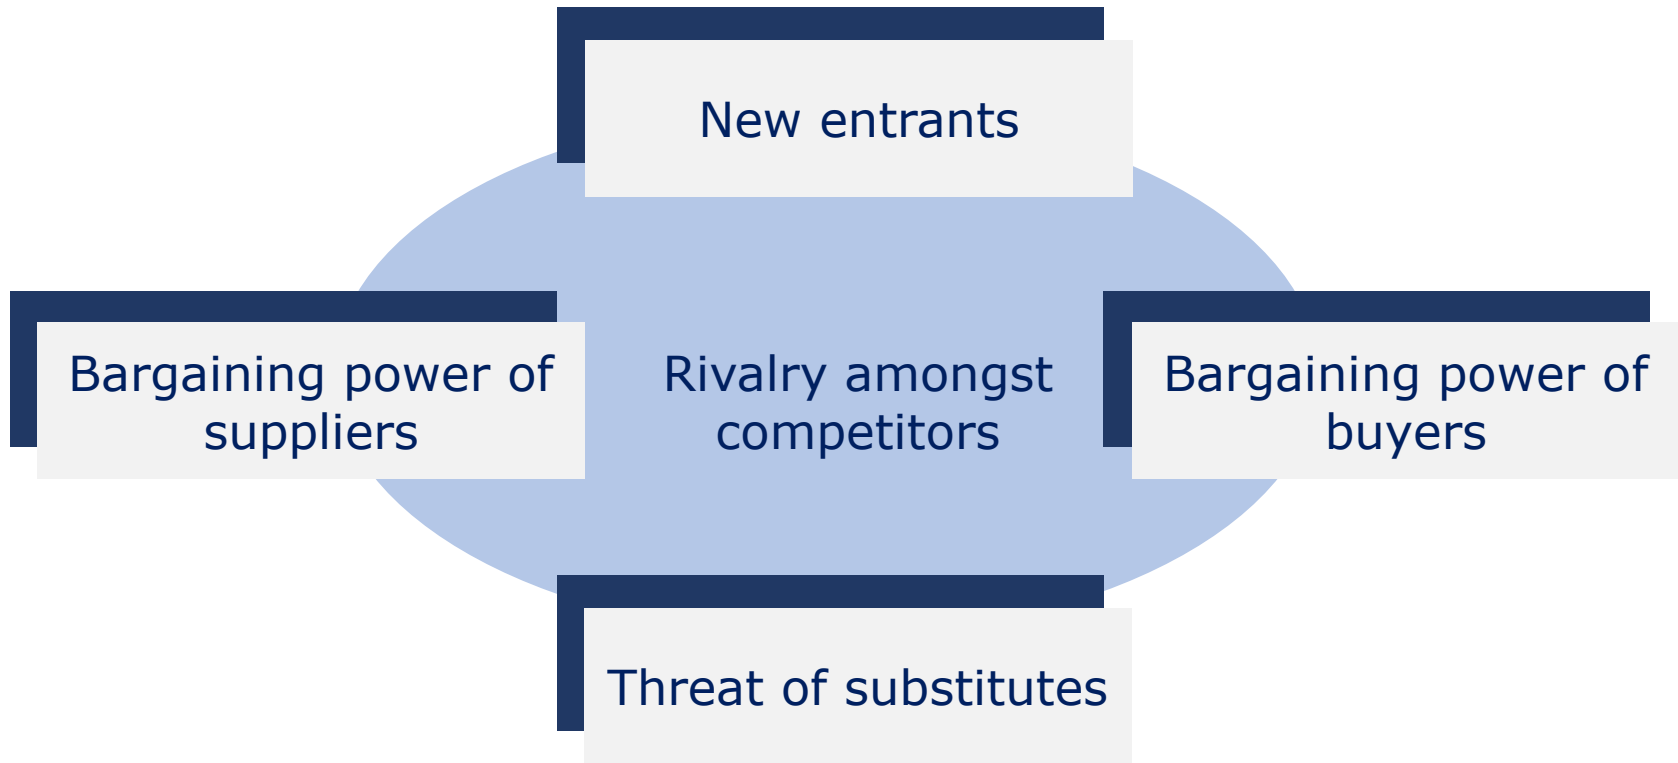 New entrants
Bargaining power of
suppliers
Rivalry amongst
competitors
Bargaining power of
buyers
Threat of substitutes